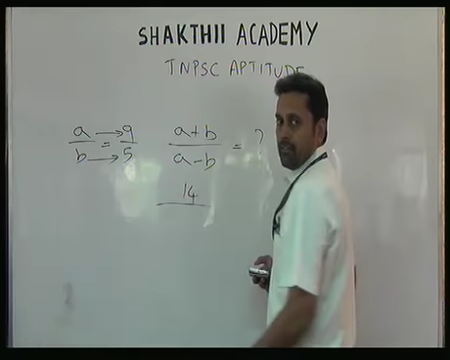 SHAKTHII ACADEMY
TNPSC APTITUDE
a/b → 9/5
a+b/a-b = ?
14